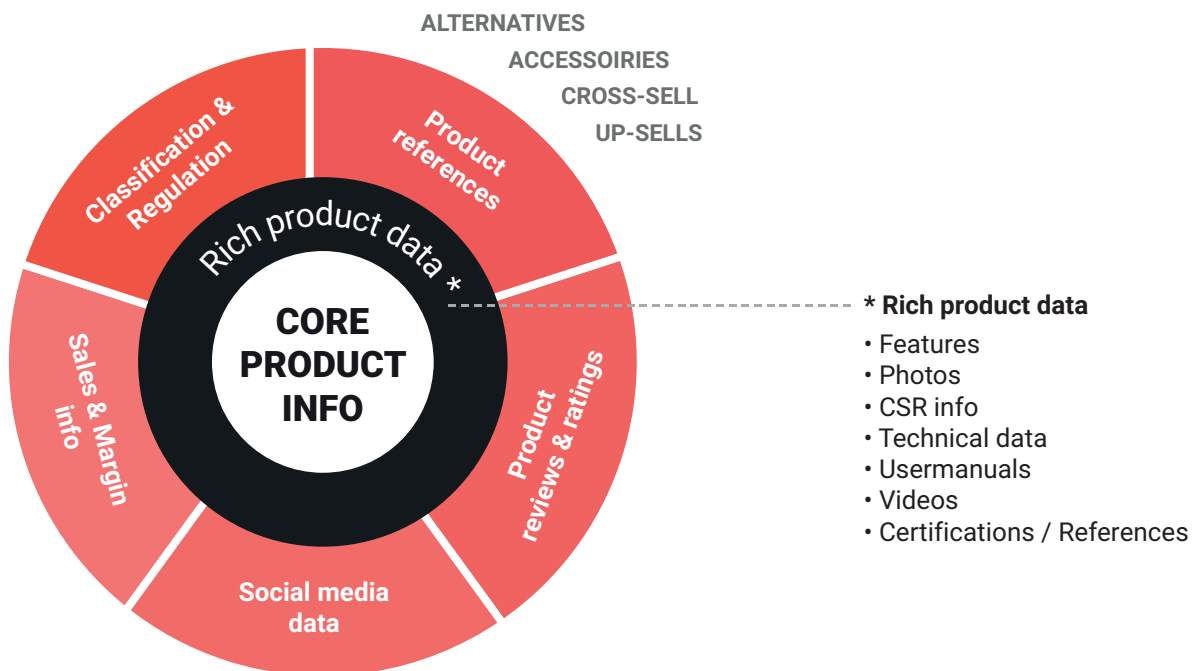 ALTERNATIVES
ACCESSOIRIES
CROSS-SELL
UP-SELLS
Classification &
Regulation
Product
references
Rich product data *
CORE
PRODUCT
INFO
Sales & Margin
info
Product
reviews & ratings
Social media
data
* Rich product data
• Features
• Photos
• CSR info
• Technical data
• Usermanuals
• Videos
• Certifications / References